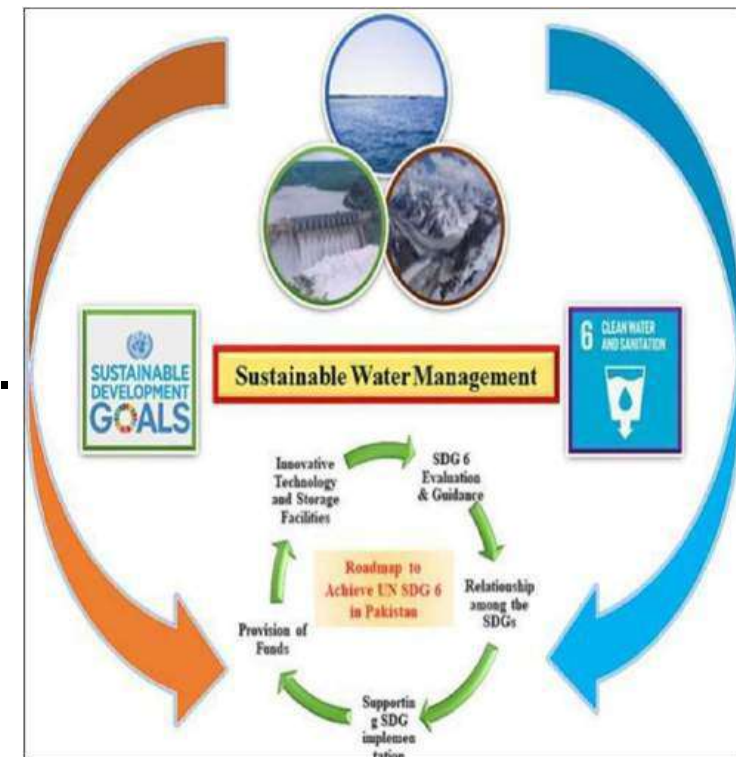 SUSTAINABLE
DEVELOPMENT
GOALS
6 CLEAN WATER
AND SANITATION
Sustainable Water Management
Innovative
Technology
and Storage
Facilities
SDG 6
Evaluation
& Guidance
Roadmap to
Achieve UN SDG 6
in Pakistan
Relationship
among the
SDGs
Provision of
Funds
Supportin
g SDG
implemen
tation